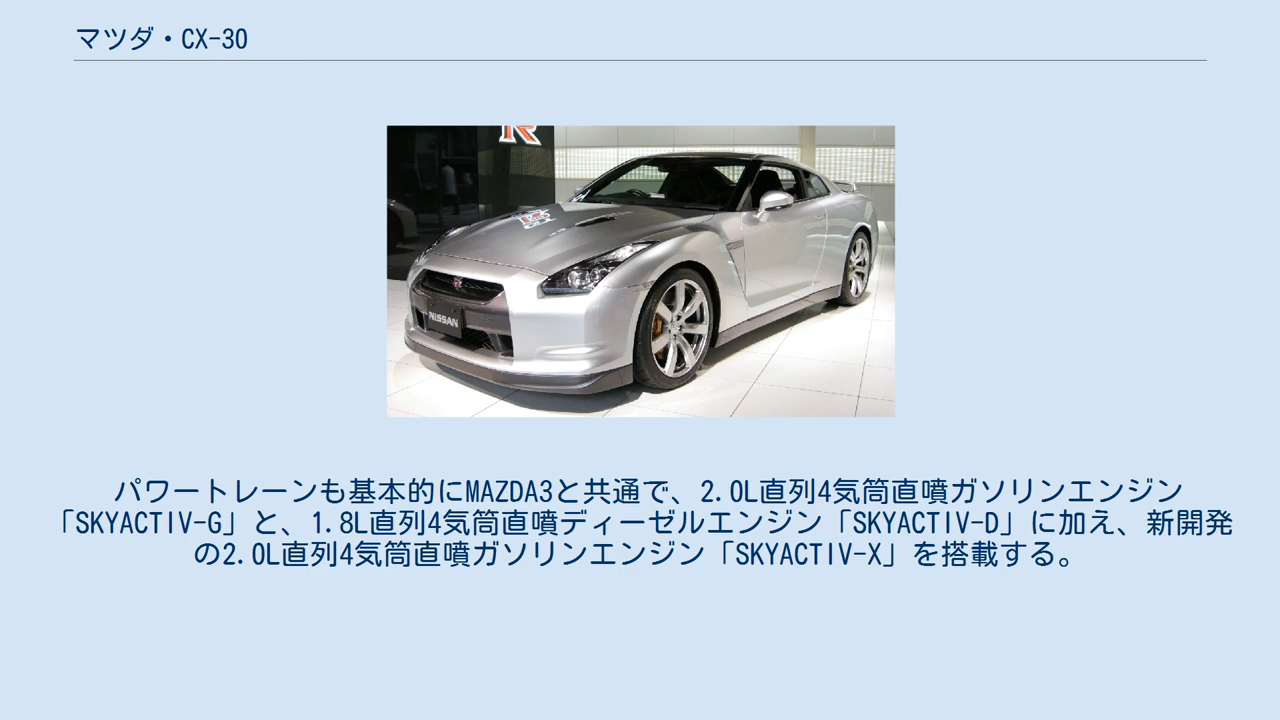 マツダ・CX-30
R
NISSAN
パワートレーンも基本的にMAZDA3と共通で、2.0L直列4気筒直噴ガソリンエンジン
「SKYACTIV-G」と、1.8L直列4気筒直噴ディーゼルエンジン「SKYACTIV-D」に加え、新開発
の2.0L直列4気筒直噴ガソリンエンジン「SKYACTIV-X」を搭載する。